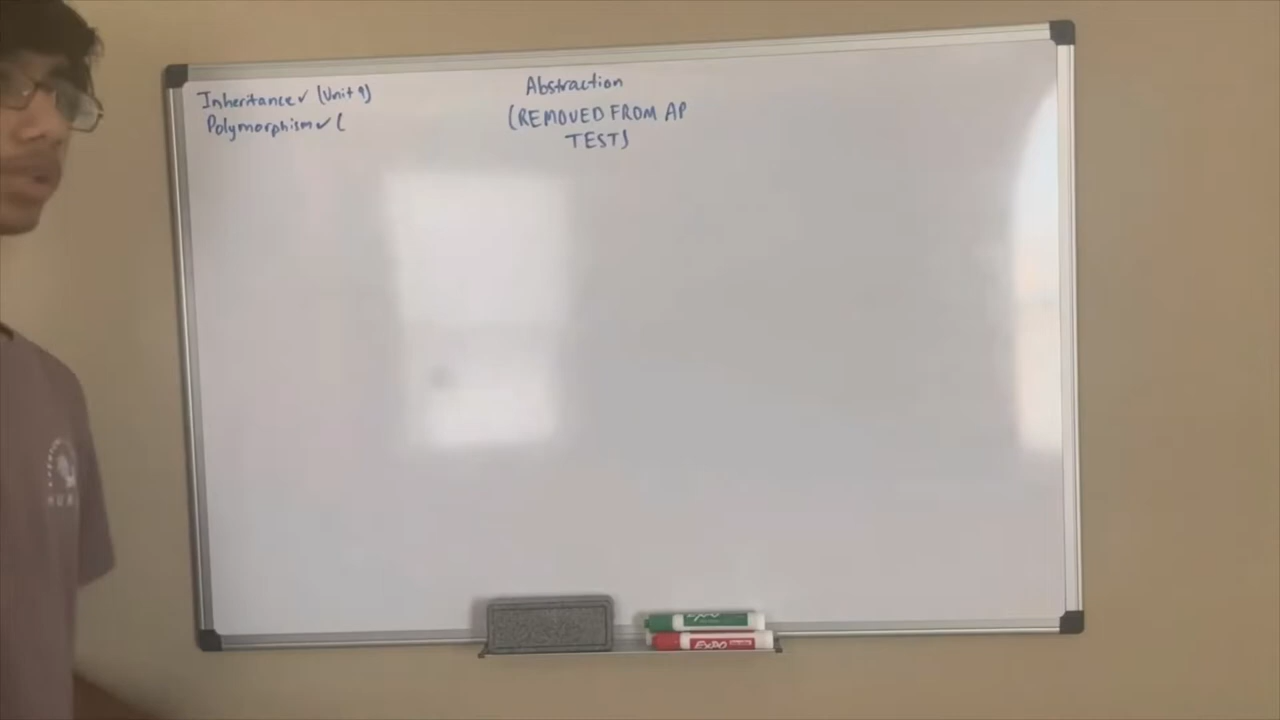 Inheritance✓ (Unit 9)
Polymorphism✓ (
Abstraction
(REMOVED FROM AP
TEST)
EXPO
EXPO